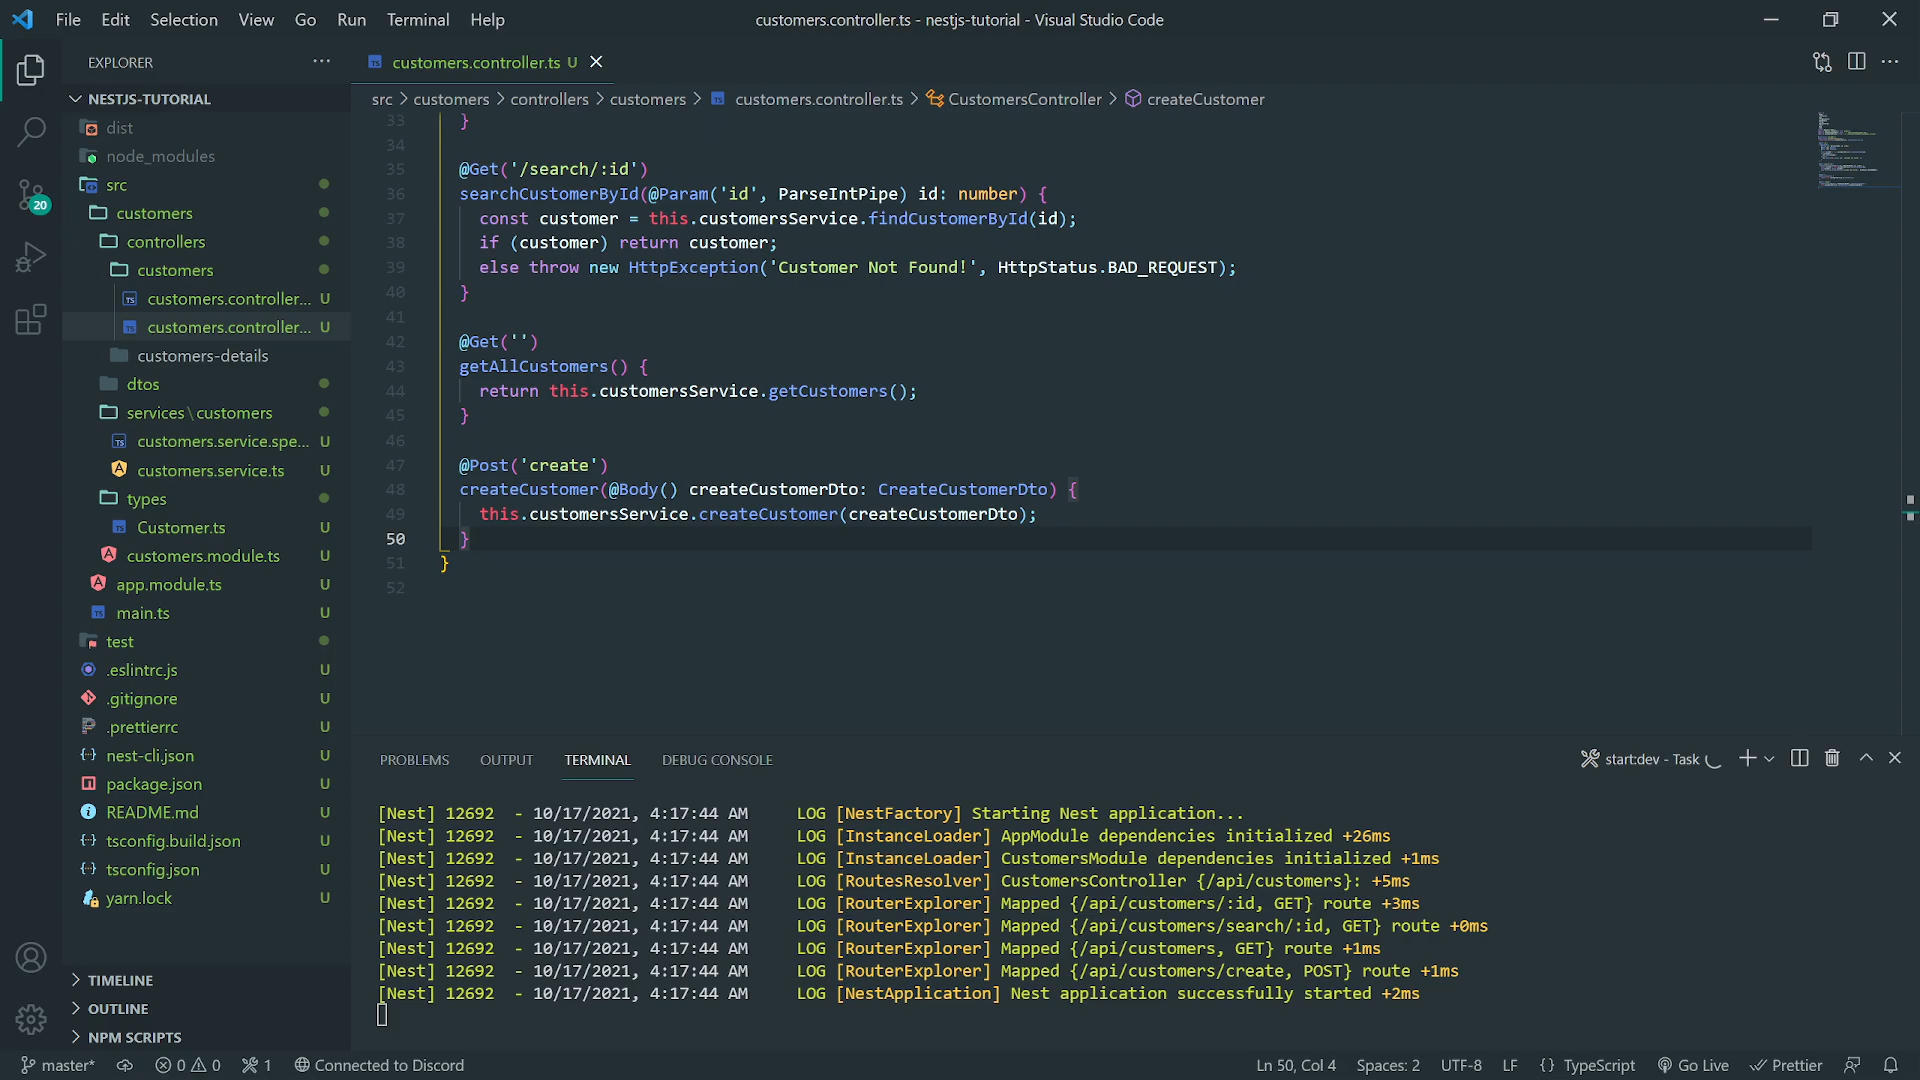 File Edit Selection View Go Run Terminal Help
customers.controller.ts - nestjs-tutorial - Visual Studio Code
EXPLORER
NESTJS-TUTORIAL
dist
node_modules
src
customers
controllers
customers
customers.controller... U
customers.controller... U
customers-details
dtos
services\customers
customers.service.spe... U
customers.service.ts U
types
Customer.ts U
customers.module.ts U
app.module.ts U
main.ts U
test
.eslintrc.js U
.gitignore U
.prettierrc U
nest-cli.json U
package.json U
README.md U
tsconfig.build.json U
tsconfig.json U
yarn.lock U
TIMELINE
OUTLINE
NPM SCRIPTS
20
customers.controller.ts U
src > customers > controllers > customers > customers.controller.ts > CustomersController > createCustomer
33 }
34
35 @Get('/search/:id')
36 searchCustomerById(@Param('id', ParseIntPipe) id: number) {
37 const customer = this.customersService.findCustomerById(id);
38 if (customer) return customer;
39 else throw new HttpException('Customer Not Found!', HttpStatus.BAD_REQUEST);
40 }
41
42 @Get('')
43 getAllCustomers() {
44 return this.customersService.getCustomers();
45 }
46
47 @Post('create')
48 createCustomer(@Body() createCustomerDto: CreateCustomerDto) {
49 this.customersService.createCustomer(createCustomerDto);
50 }
51 }
52
PROBLEMS OUTPUT TERMINAL DEBUG CONSOLE
start:dev - Task
[Nest] 12692 - 10/17/2021, 4:17:44 AM LOG [NestFactory] Starting Nest application...
[Nest] 12692 - 10/17/2021, 4:17:44 AM LOG [InstanceLoader] AppModule dependencies initialized +26ms
[Nest] 12692 - 10/17/2021, 4:17:44 AM LOG [InstanceLoader] CustomersModule dependencies initialized +1ms
[Nest] 12692 - 10/17/2021, 4:17:44 AM LOG [RoutesResolver] CustomersController {/api/customers}: +5ms
[Nest] 12692 - 10/17/2021, 4:17:44 AM LOG [RouterExplorer] Mapped {/api/customers/:id, GET} route +3ms
[Nest] 12692 - 10/17/2021, 4:17:44 AM LOG [RouterExplorer] Mapped {/api/customers/search/:id, GET} route +0ms
[Nest] 12692 - 10/17/2021, 4:17:44 AM LOG [RouterExplorer] Mapped {/api/customers, GET} route +1ms
[Nest] 12692 - 10/17/2021, 4:17:44 AM LOG [RouterExplorer] Mapped {/api/customers/create, POST} route +1ms
[Nest] 12692 - 10/17/2021, 4:17:44 AM LOG [NestApplication] Nest application successfully started +2ms
master* 0 0 1 Connected to Discord
Ln 50, Col 4 Spaces: 2 UTF-8 LF {} TypeScript Go Live Prettier